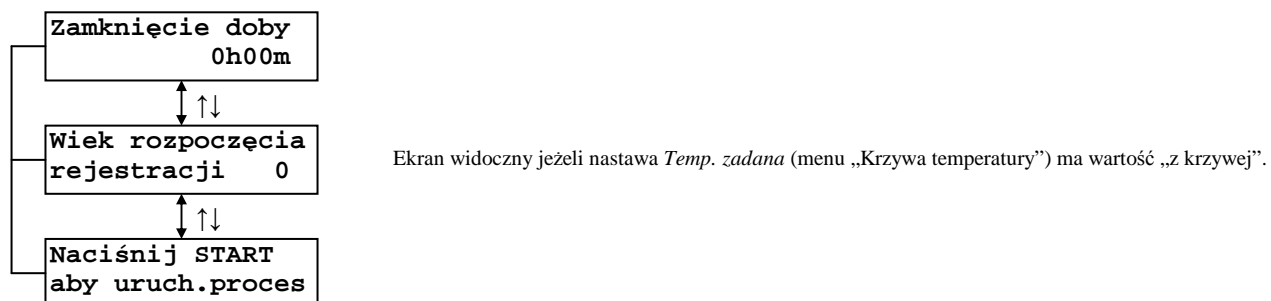 Zamknięcie doby
0h00m
↑↓
Wiek rozpoczęcia
rejestracji 0
Ekran widoczny jeżeli nastawa Temp. zadana (menu „Krzywa temperatury”) ma wartość „z krzywej”.
↑↓
Naciśnij START
aby uruch.proces